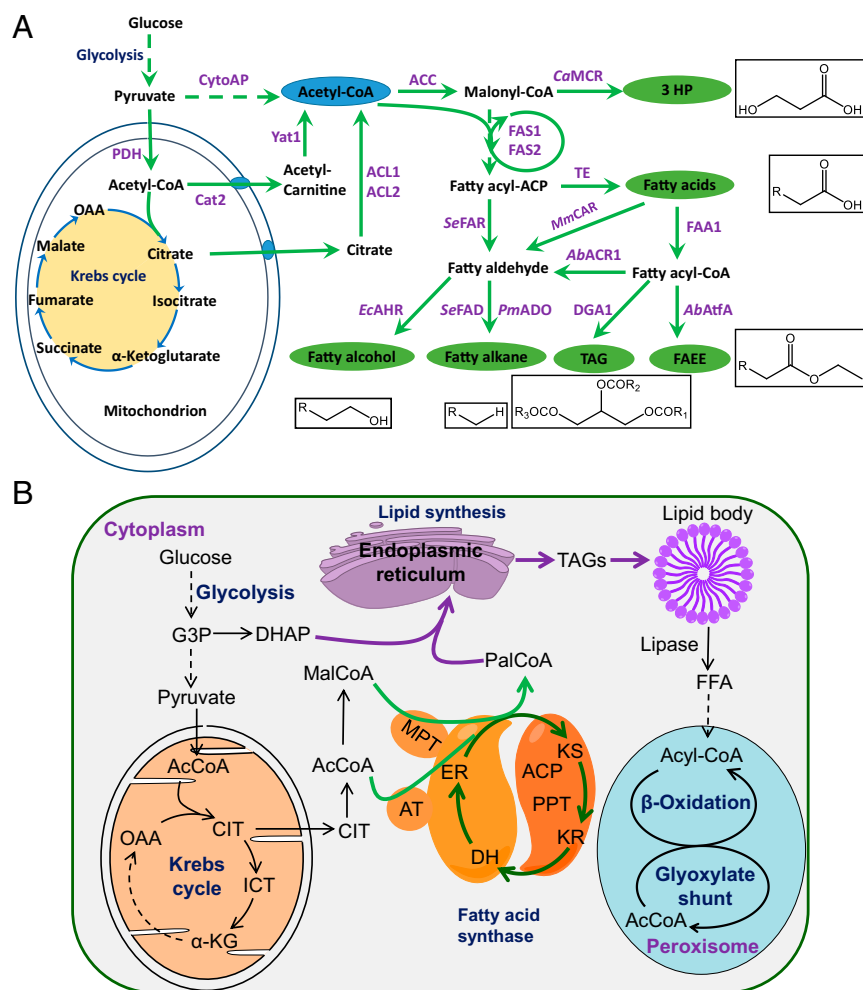 A
Glucose
Glycolysis
CytoAP
Pyruvate
Acetyl-CoA
ACC
Malonyl-CoA
CaMCR
3 HP
O
HO
OH
PDH
Yat1
FAS1
FAS2
Acetyl-CoA
Cat2
Acetyl-
Carnitine
ACL1
ACL2
Fatty acyl-ACP
TE
Fatty acids
O
R
OH
OAA
Malate
Citrate
Citrate
SeFAR
MmCAR
FAA1
Krebs cycle
Fatty aldehyde
AbACR1
Fatty acyl-CoA
Fumarate
Isocitrate
EcAHR
SeFAD
PmADO
DGA1
AbAtfA
Succinate
α-Ketoglutarate
Fatty alcohol
Fatty alkane
TAG
FAEE
O
R
O
Mitochondrion
R
OH
R
H
OCOR2
R3OCO
OCOR1
B
Cytoplasm
Lipid synthesis
Lipid body
Glucose
Endoplasmic
reticulum
TAGs
Glycolysis
G3P
DHAP
Lipase
PalCoA
MalCoA
FFA
Pyruvate
MPT
KS
Acyl-CoA
AcCoA
AcCoA
ER
ACP
β-Oxidation
AT
PPT
OAA
CIT
CIT
KR
DH
Krebs
cycle
ICT
Glyoxylate
shunt
Fatty acid
synthase
AcCoA
α-KG
Peroxisome